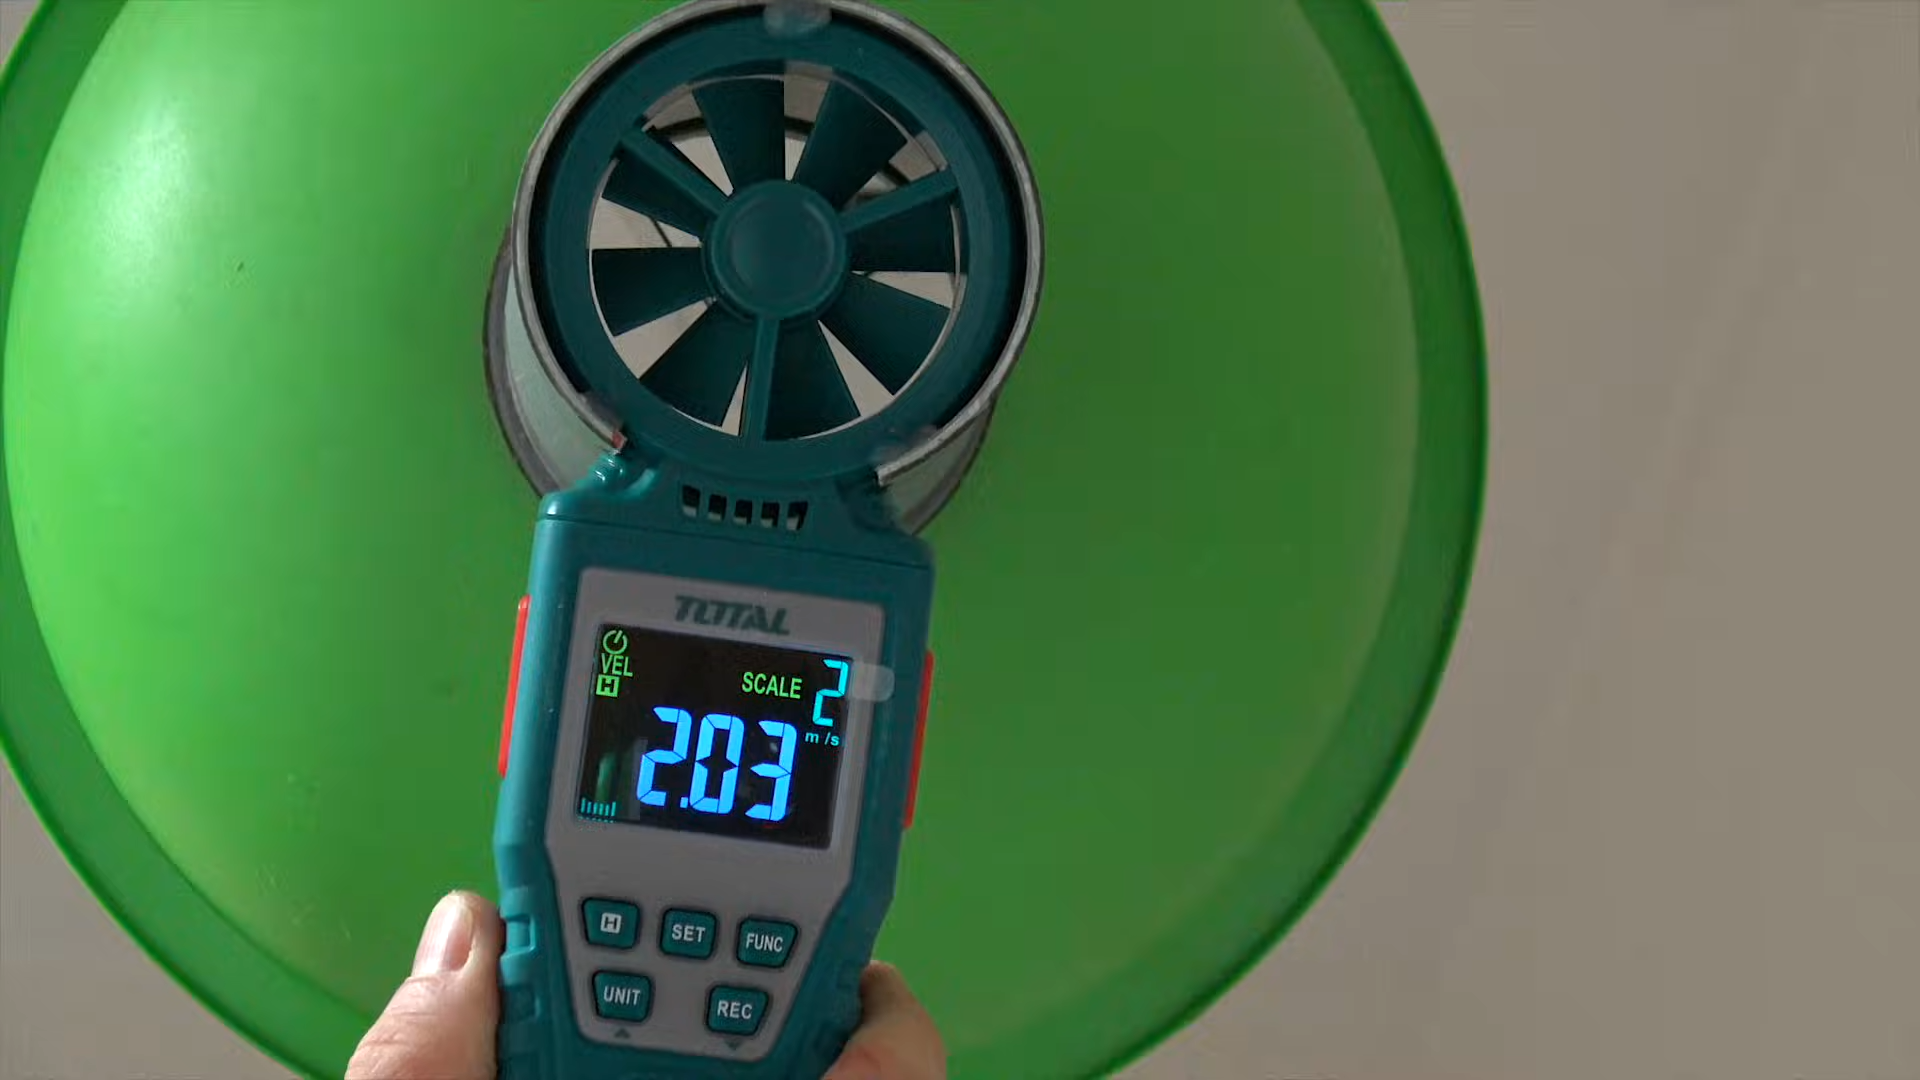 TOTAL
VEL
H
SCALE 2
2.03 m/s
H SET FUNC
UNIT REC